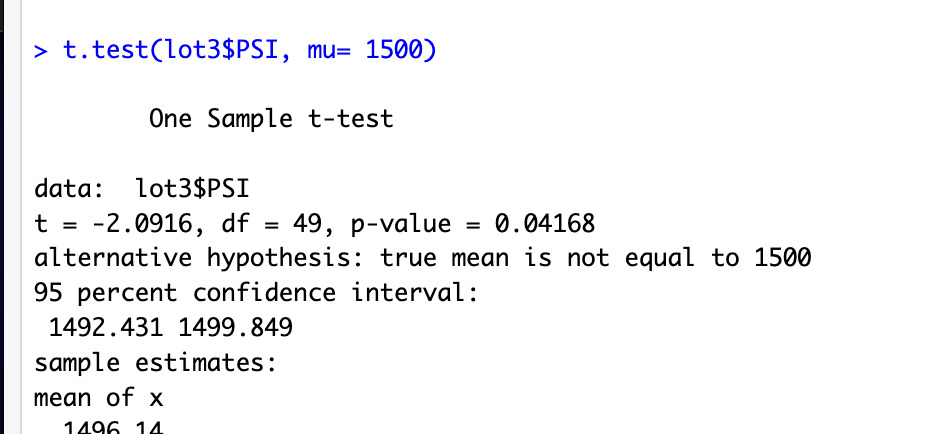 > t.test(lot3$PSI, mu= 1500)
One Sample t-test
data: lot3$PSI
t = -2.0916, df = 49, p-value = 0.04168
alternative hypothesis: true mean is not equal to 1500
95 percent confidence interval:
1492.431 1499.849
sample estimates:
mean of x
1496.14